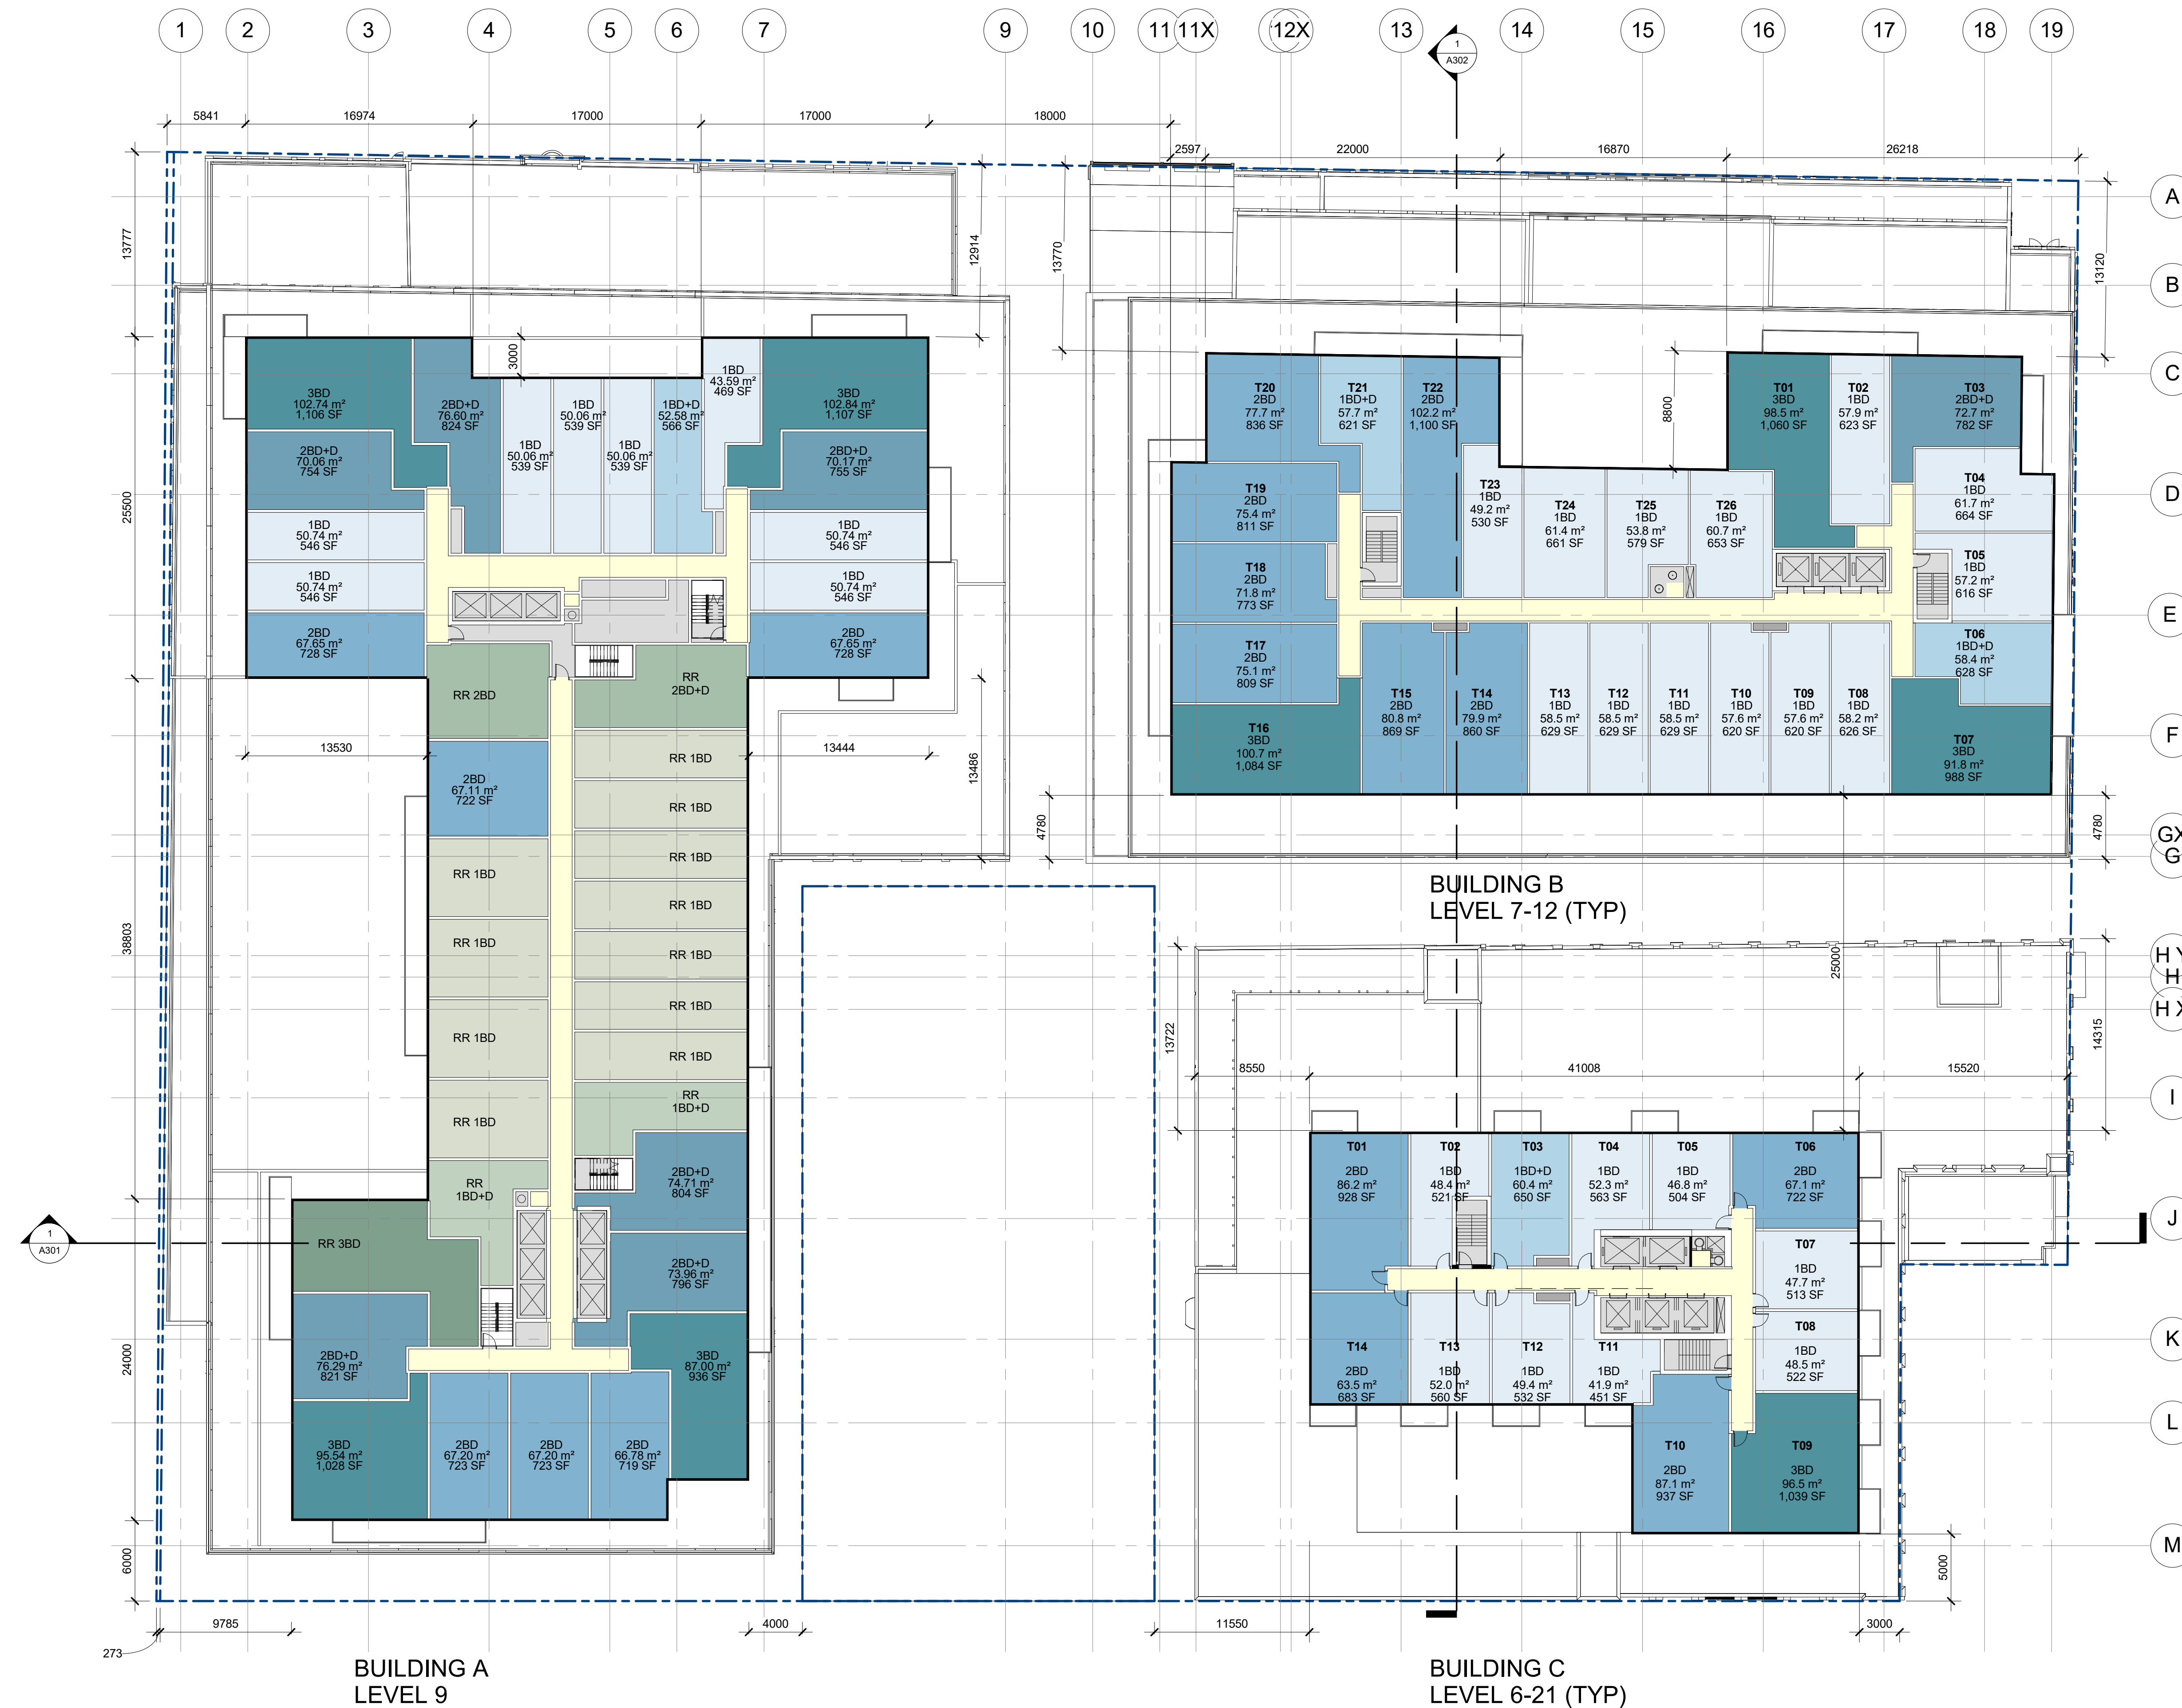 1 2 3 4 5 6 7 9 10 11 11X 12X 13 14 15 16 17 18 19
1
A302
5841 16974 17000 17000 18000
2597 22000 16870 26218
A
B
C
D
E
F
GX
G
H Y
H
H X
I
J
K
L
M
13777
25500
38803
24000
6000
12914
13770
13120
3000
8800
3BD
102.74 m²
1,106 SF
2BD+D
76.60 m²
824 SF
1BD
50.06 m²
539 SF
1BD
50.06 m²
539 SF
1BD
50.06 m²
539 SF
1BD+D
52.58 m²
566 SF
1BD
43.59 m²
469 SF
3BD
102.84 m²
1,107 SF
2BD+D
70.06 m²
754 SF
2BD+D
70.17 m²
755 SF
1BD
50.74 m²
546 SF
1BD
50.74 m²
546 SF
1BD
50.74 m²
546 SF
1BD
50.74 m²
546 SF
2BD
67.65 m²
728 SF
2BD
67.65 m²
728 SF
RR 2BD
RR
2BD+D
13530
13444
13486
2BD
67.11 m²
722 SF
RR 1BD
RR 1BD
RR 1BD
RR 1BD
RR 1BD
RR 1BD
RR 1BD
RR 1BD
RR 1BD
RR 1BD
RR 1BD
RR
1BD+D
RR
1BD+D
RR 3BD
2BD+D
74.71 m²
804 SF
2BD+D
73.96 m²
796 SF
2BD+D
76.29 m²
821 SF
3BD
87.00 m²
936 SF
3BD
95.54 m²
1,028 SF
2BD
67.20 m²
723 SF
2BD
67.20 m²
723 SF
2BD
66.78 m²
719 SF
1
A301
273
9785
4000
BUILDING A
LEVEL 9
T20
2BD
77.7 m²
836 SF
T21
1BD+D
57.7 m²
621 SF
T22
2BD
102.2 m²
1,100 SF
T01
3BD
98.5 m²
1,060 SF
T02
1BD
57.9 m²
623 SF
T03
2BD+D
72.7 m²
782 SF
T19
2BD
75.4 m²
811 SF
T23
1BD
49.2 m²
530 SF
T24
1BD
61.4 m²
661 SF
T25
1BD
53.8 m²
579 SF
T26
1BD
60.7 m²
653 SF
T04
1BD
61.7 m²
664 SF
T18
2BD
71.8 m²
773 SF
T05
1BD
57.2 m²
616 SF
T17
2BD
75.1 m²
809 SF
T06
1BD+D
58.4 m²
628 SF
T16
3BD
100.7 m²
1,084 SF
T15
2BD
80.8 m²
869 SF
T14
2BD
79.9 m²
860 SF
T13
1BD
58.5 m²
629 SF
T12
1BD
58.5 m²
629 SF
T11
1BD
58.5 m²
629 SF
T10
1BD
57.6 m²
620 SF
T09
1BD
57.6 m²
620 SF
T08
1BD
58.2 m²
626 SF
T07
3BD
91.8 m²
988 SF
4780
4780
BUILDING B
LEVEL 7-12 (TYP)
25000
13722
14315
8550 41008 15520
T01
2BD
86.2 m²
928 SF
T02
1BD
48.4 m²
521 SF
T03
1BD+D
60.4 m²
650 SF
T04
1BD
52.3 m²
563 SF
T05
1BD
46.8 m²
504 SF
T06
2BD
67.1 m²
722 SF
T07
1BD
47.7 m²
513 SF
T08
1BD
48.5 m²
522 SF
T14
2BD
63.5 m²
683 SF
T13
1BD
52.0 m²
560 SF
T12
1BD
49.4 m²
532 SF
T11
1BD
41.9 m²
451 SF
T10
2BD
87.1 m²
937 SF
T09
3BD
96.5 m²
1,039 SF
5000
11550
3000
BUILDING C
LEVEL 6-21 (TYP)